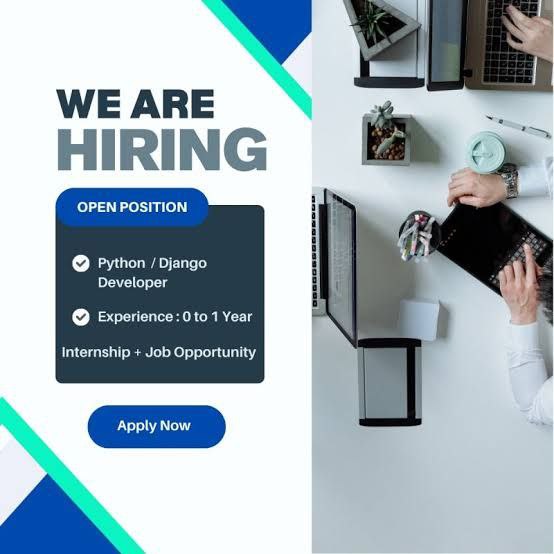 WE ARE
HIRING
OPEN POSITION
Python / Django
Developer
Experience : 0 to 1 Year
Internship + Job Opportunity
Apply Now